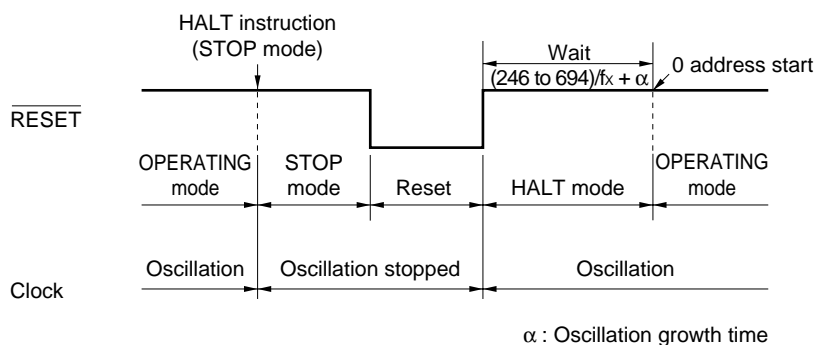 HALT instruction
(STOP mode)
Wait
(246 to 694)/fx + α
0 address start
RESET
OPERATING mode
STOP mode
Reset
HALT mode
OPERATING mode
Clock
Oscillation
Oscillation stopped
Oscillation
α : Oscillation growth time